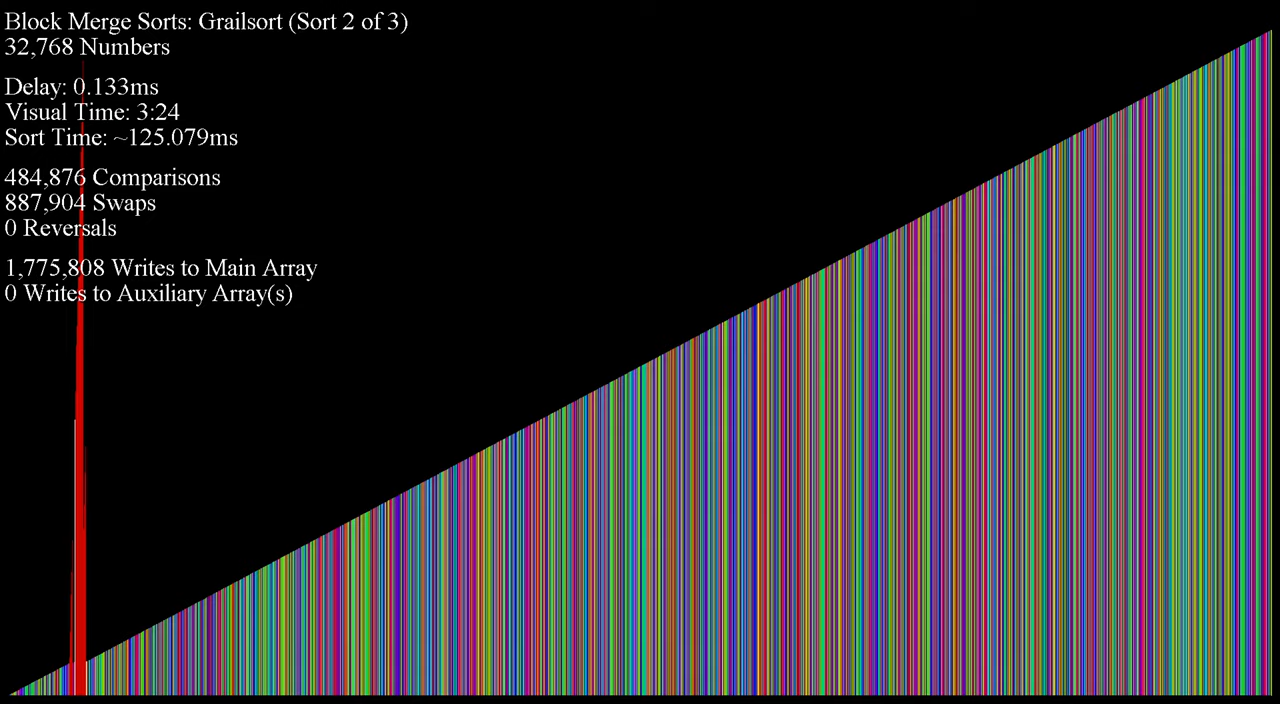 Block Merge Sorts: Grailsort (Sort 2 of 3)
32,768 Numbers
Delay: 0.133ms
Visual Time: 3:24
Sort Time: ~125.079ms
484,876 Comparisons
887,904 Swaps
0 Reversals
1,775,808 Writes to Main Array
0 Writes to Auxiliary Array(s)